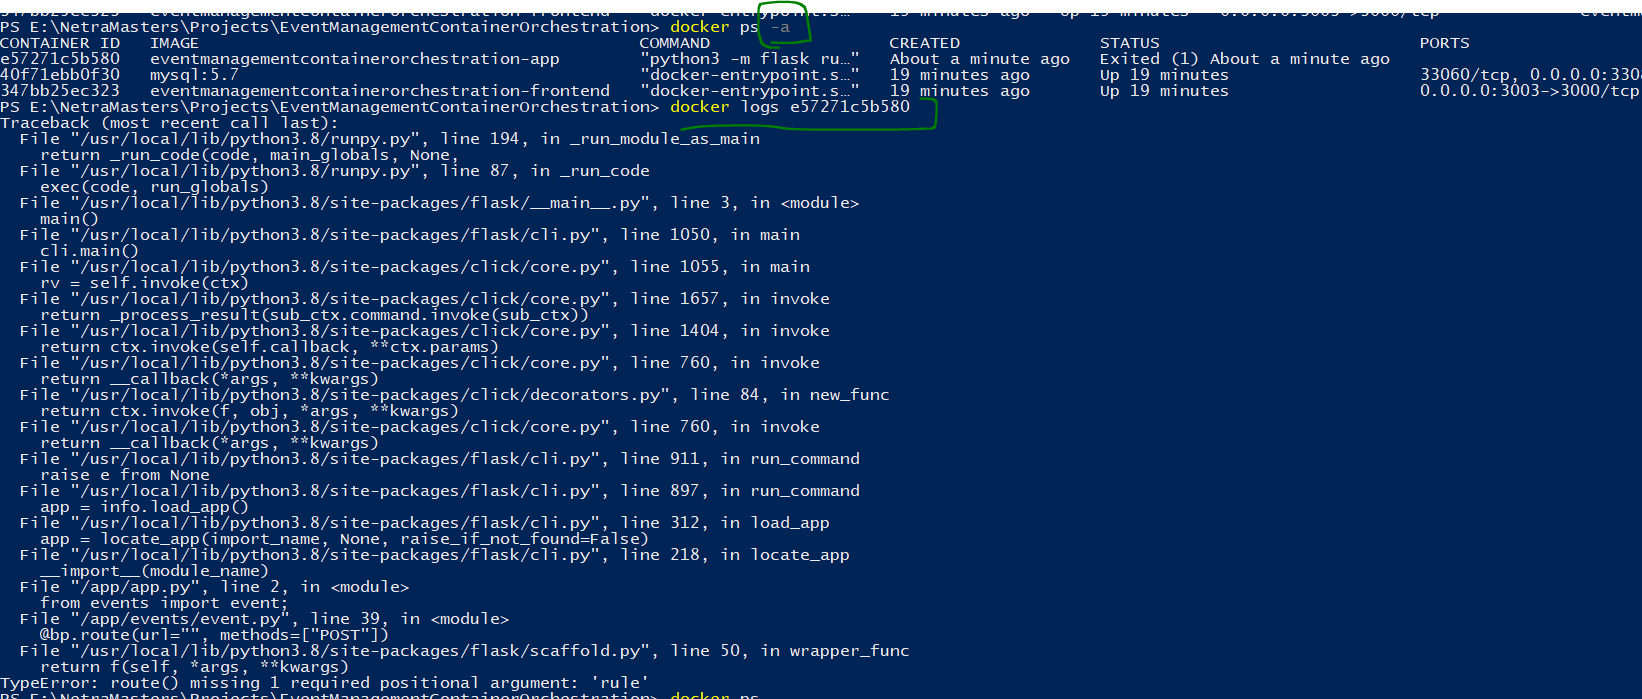 PS E:\NetraMasters\Projects\EventManagementContainerOrchestration> docker ps -a
CONTAINER ID   IMAGE   COMMAND   CREATED   STATUS   PORTS
e57271c5b580   eventmanagementcontainerorchestration-app   "python3 -m flask ru…"   About a minute ago   Exited (1) About a minute ago
40f71ebb0f30   mysql:5.7   "docker-entrypoint.s…"   19 minutes ago   Up 19 minutes   33060/tcp, 0.0.0.0:330
347bb25ec323   eventmanagementcontainerorchestration-frontend   "docker-entrypoint.s…"   19 minutes ago   Up 19 minutes   0.0.0.0:3003->3000/tcp
PS E:\NetraMasters\Projects\EventManagementContainerOrchestration> docker logs e57271c5b580
Traceback (most recent call last):
  File "/usr/local/lib/python3.8/runpy.py", line 194, in _run_module_as_main
    return _run_code(code, main_globals, None,
  File "/usr/local/lib/python3.8/runpy.py", line 87, in _run_code
    exec(code, run_globals)
  File "/usr/local/lib/python3.8/site-packages/flask/__main__.py", line 3, in <module>
    main()
  File "/usr/local/lib/python3.8/site-packages/flask/cli.py", line 1050, in main
    cli.main()
  File "/usr/local/lib/python3.8/site-packages/click/core.py", line 1055, in main
    rv = self.invoke(ctx)
  File "/usr/local/lib/python3.8/site-packages/click/core.py", line 1657, in invoke
    return _process_result(sub_ctx.command.invoke(sub_ctx))
  File "/usr/local/lib/python3.8/site-packages/click/core.py", line 1404, in invoke
    return ctx.invoke(self.callback, **ctx.params)
  File "/usr/local/lib/python3.8/site-packages/click/core.py", line 760, in invoke
    return __callback(*args, **kwargs)
  File "/usr/local/lib/python3.8/site-packages/click/decorators.py", line 84, in new_func
    return ctx.invoke(f, obj, *args, **kwargs)
  File "/usr/local/lib/python3.8/site-packages/click/core.py", line 760, in invoke
    return __callback(*args, **kwargs)
  File "/usr/local/lib/python3.8/site-packages/flask/cli.py", line 911, in run_command
    raise e from None
  File "/usr/local/lib/python3.8/site-packages/flask/cli.py", line 897, in run_command
    app = info.load_app()
  File "/usr/local/lib/python3.8/site-packages/flask/cli.py", line 312, in load_app
    app = locate_app(import_name, None, raise_if_not_found=False)
  File "/usr/local/lib/python3.8/site-packages/flask/cli.py", line 218, in locate_app
    __import__(module_name)
  File "/app/app.py", line 2, in <module>
    from events import event;
  File "/app/events/event.py", line 39, in <module>
    @bp.route(url="", methods=["POST"])
  File "/usr/local/lib/python3.8/site-packages/flask/scaffold.py", line 50, in wrapper_func
    return f(self, *args, **kwargs)
TypeError: route() missing 1 required positional argument: 'rule'
PS E:\NetraMasters\Projects\EventManagementContainerOrchestration> docker ps